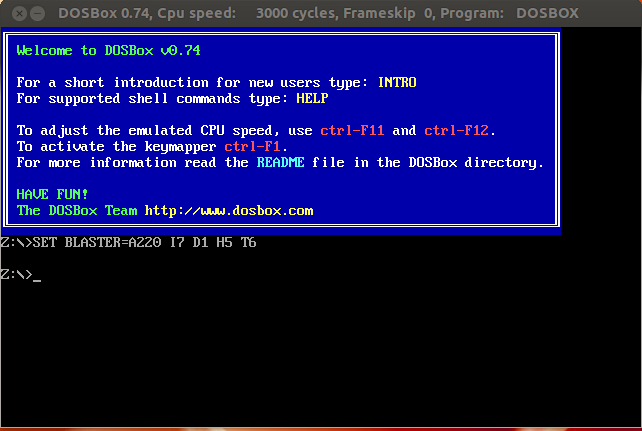 DOSBox 0.74, Cpu speed: 3000 cycles, Frameskip 0, Program: DOSBOX
Welcome to DOSBox v0.74
For a short introduction for new users type: INTRO
For supported shell commands type: HELP
To adjust the emulated CPU speed, use ctrl-F11 and ctrl-F12.
To activate the keymapper ctrl-F1.
For more information read the README file in the DOSBox directory.
HAVE FUN!
The DOSBox Team http://www.dosbox.com
Z:\>SET BLASTER=A220 I7 D1 H5 T6
Z:\>_